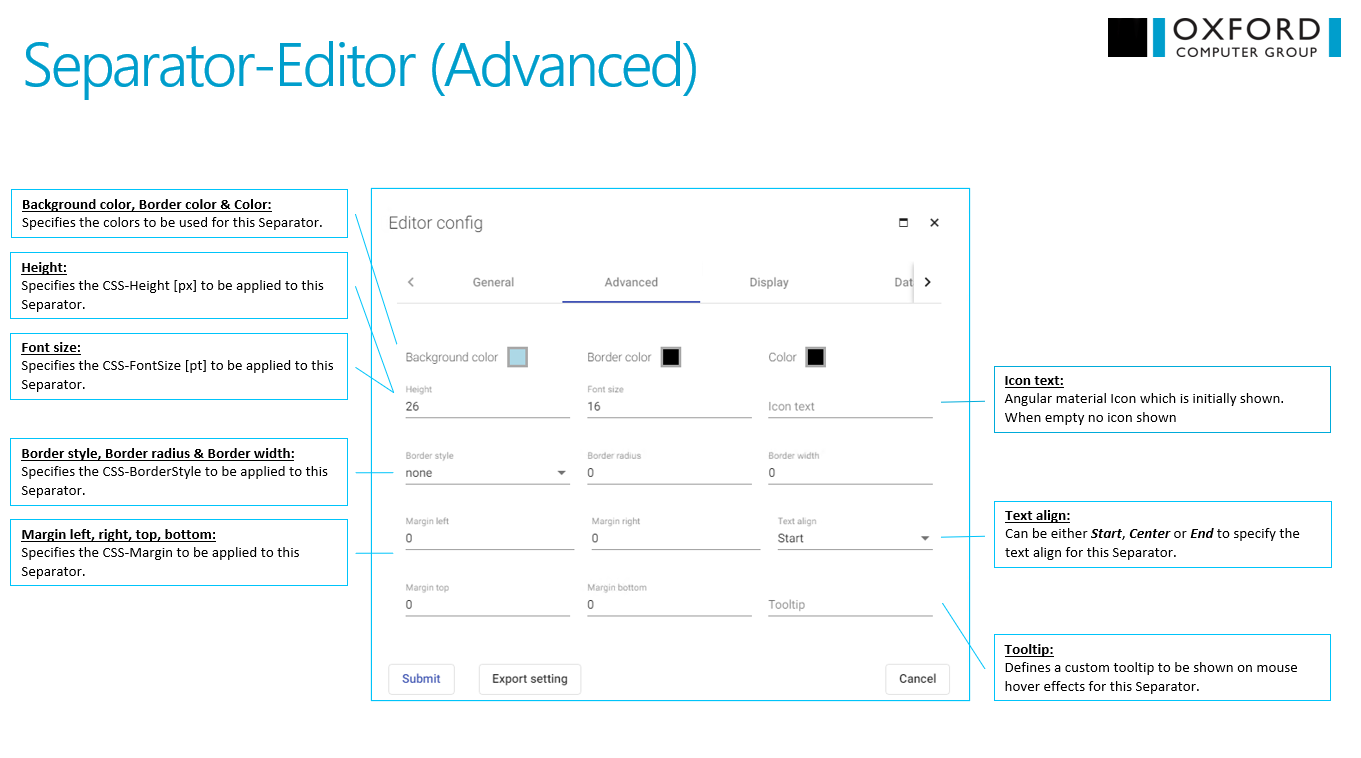 Separator-Editor (Advanced)
OXFORD
COMPUTER GROUP
Background color, Border color & Color:
Specifies the colors to be used for this Separator.
Height:
Specifies the CSS-Height [px] to be applied to this
Separator.
Font size:
Specifies the CSS-FontSize [pt] to be applied to this
Separator.
Border style, Border radius & Border width:
Specifies the CSS-BorderStyle to be applied to this
Separator.
Margin left, right, top, bottom:
Specifies the CSS-Margin to be applied to this
Separator.
Editor config
General Advanced Display Dat
Background color Border color Color
Height Font size
26 16 Icon text
Border style Border radius Border width
none 0 0
Margin left Margin right Text align
0 0 Start
Margin top Margin bottom
0 0 Tooltip
Submit Export setting Cancel
Icon text:
Angular material Icon which is initially shown.
When empty no icon shown
Text align:
Can be either Start, Center or End to specify the
text align for this Separator.
Tooltip:
Defines a custom tooltip to be shown on mouse
hover effects for this Separator.